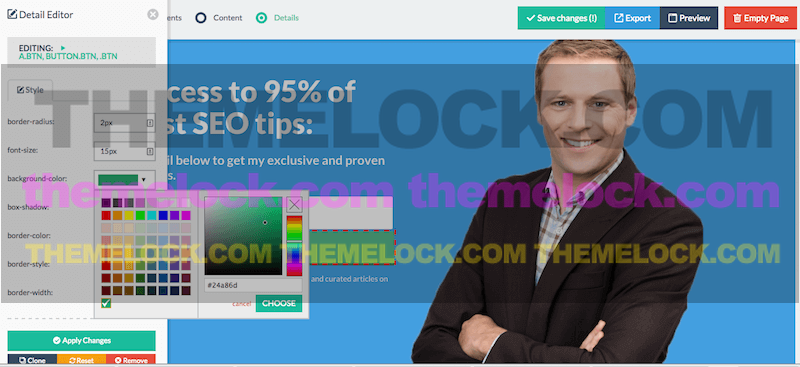 Detail Editor
ents
Content
Details
Save changes (!)
Export
Preview
Empty Page
EDITING:
A.BTN, BUTTON.BTN, .BTN
Style
cess to 95% of
st SEO tips:
THEMELOCK.COM
border-radius:
2px
font-size:
15px
il below to get my exclusive and proven
s.
background-color:
themelock.com themelock.com
box-shadow:
border-color:
THEMELOCK.COM THEMELOCK.COM THEMELOCK.COM
border-style:
and curated articles on
#24a86d
border-width:
cancel
CHOOSE
Apply Changes
Clone
Reset
Remove